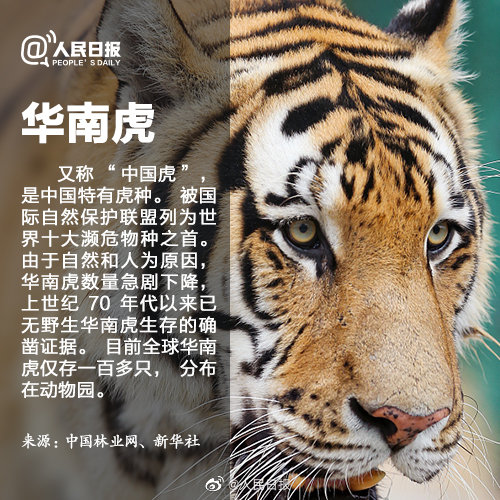 @人民日报
PEOPLE'S DAILY
华南虎
又称“中国虎”，
是中国特有虎种。被国
际自然保护联盟列为世
界十大濒危物种之首。
由于自然和人为原因，
华南虎数量急剧下降，
上世纪 70 年代以来已
无野生华南虎生存的确
凿证据。目前全球华南
虎仅存一百多只，分布
在动物园。
来源：中国林业网、新华社
@人民日报